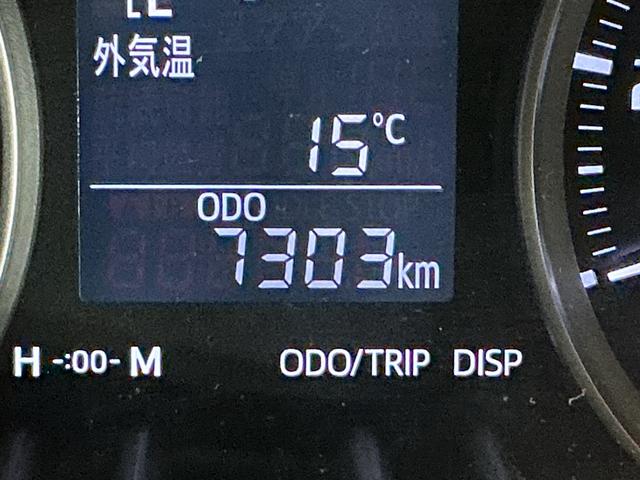 外気温
15℃
ODO
7303km
H -:00- M ODO/TRIP DISP